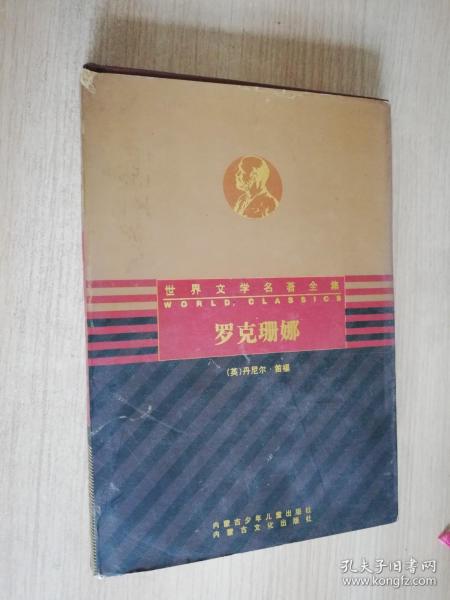 世界文学名著全集
WORLD.CLASSICS
罗克珊娜
(英)丹尼尔·笛福
内蒙古少年儿童出版社
内蒙古文化出版社
孔夫子旧书网
www.kongfz.com